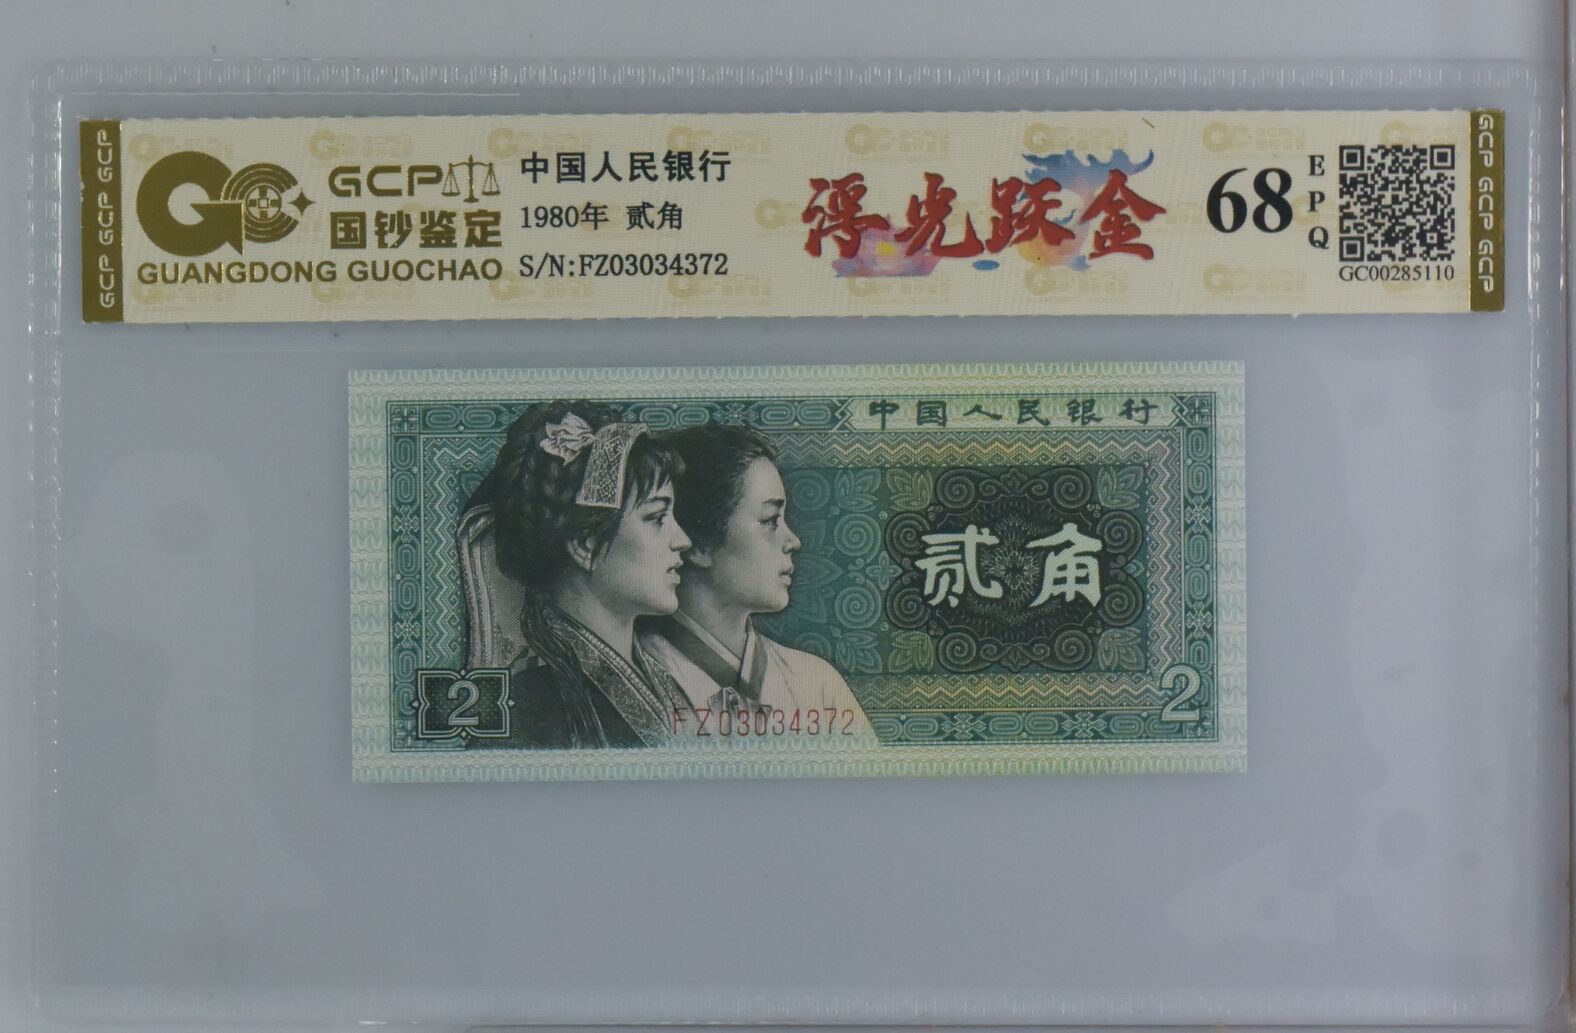 GCP
国钞鉴定
GUANGDONG GUOCHAO
中国人民银行
1980年 贰角
S/N:FZ03034372
浮光跃金
68
EPQ
GC00285110
GCP GCP GCP
GCP GCP GCP
中国人民银行
贰角
2
2
FZ03034372